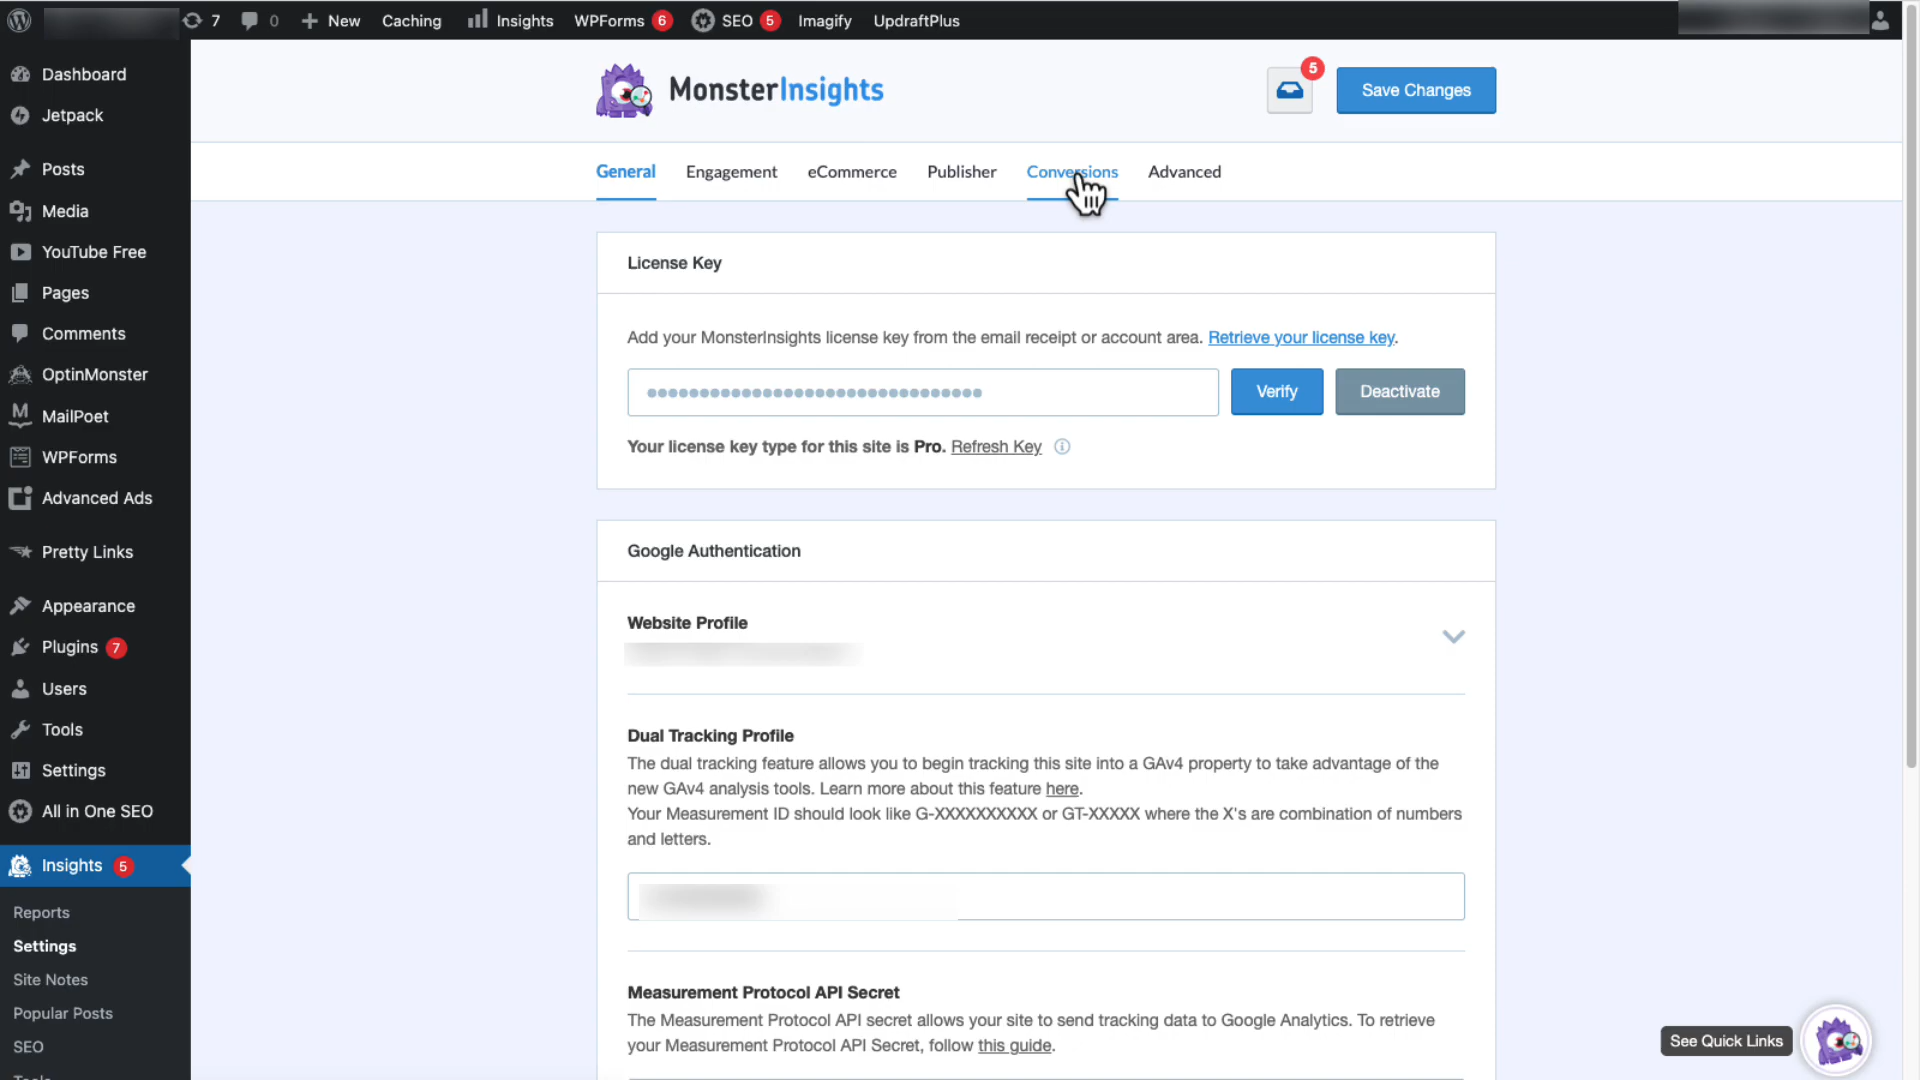 7 0 New Caching Insights WPForms 6 SEO 5 Imagify UpdraftPlus
Dashboard
Jetpack
Posts
Media
YouTube Free
Pages
Comments
OptinMonster
MailPoet
WPForms
Advanced Ads
Pretty Links
Appearance
Plugins 7
Users
Tools
Settings
All in One SEO
Insights 5
Reports
Settings
Site Notes
Popular Posts
SEO
Tools
MonsterInsights
5
Save Changes
General Engagement eCommerce Publisher Conversions Advanced
License Key
Add your MonsterInsights license key from the email receipt or account area. Retrieve your license key.
Verify Deactivate
Your license key type for this site is Pro. Refresh Key
Google Authentication
Website Profile
Dual Tracking Profile
The dual tracking feature allows you to begin tracking this site into a GAv4 property to take advantage of the
new GAv4 analysis tools. Learn more about this feature here.
Your Measurement ID should look like G-XXXXXXXXXX or GT-XXXXX where the X's are combination of numbers
and letters.
Measurement Protocol API Secret
The Measurement Protocol API secret allows your site to send tracking data to Google Analytics. To retrieve
your Measurement Protocol API Secret, follow this guide.
See Quick Links